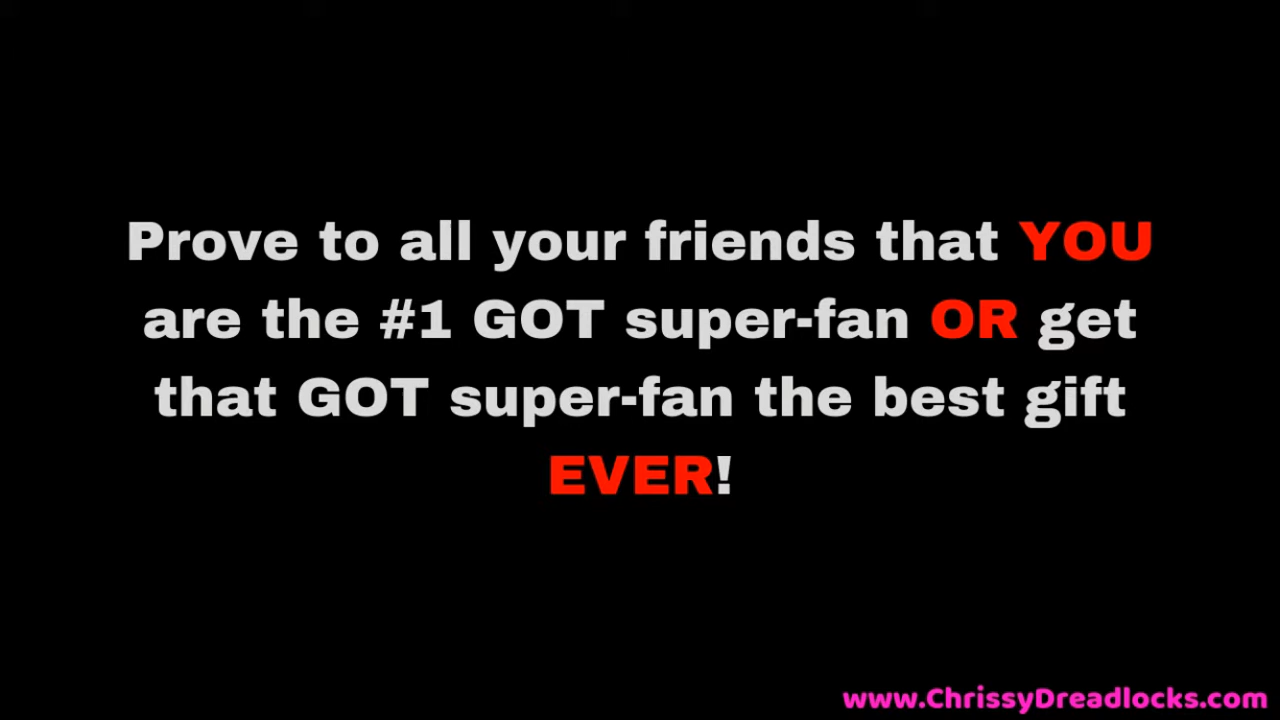 Prove to all your friends that YOU
are the #1 GOT super-fan OR get
that GOT super-fan the best gift
EVER!
www.ChrissyDreadlocks.com